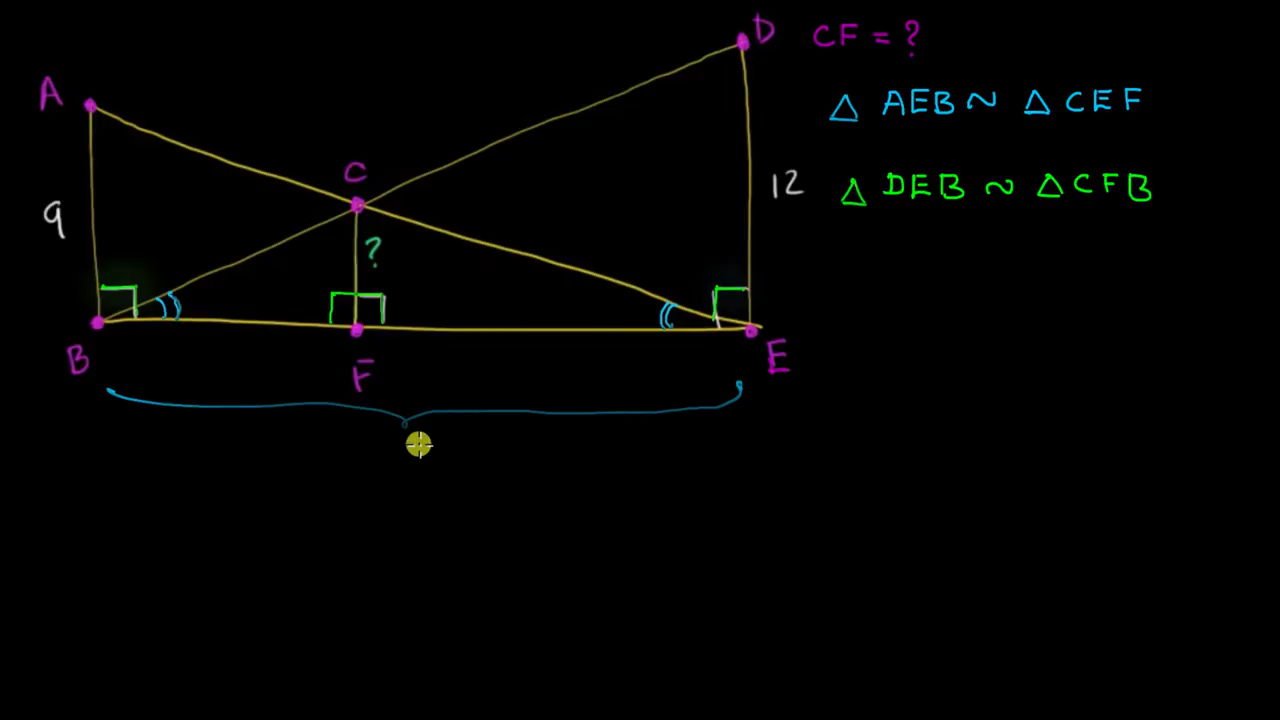 D
CF = ?
A
△ AEB ~ △ CEF
C
12
△ DEB ~ △ CFB
9
?
B
F
E